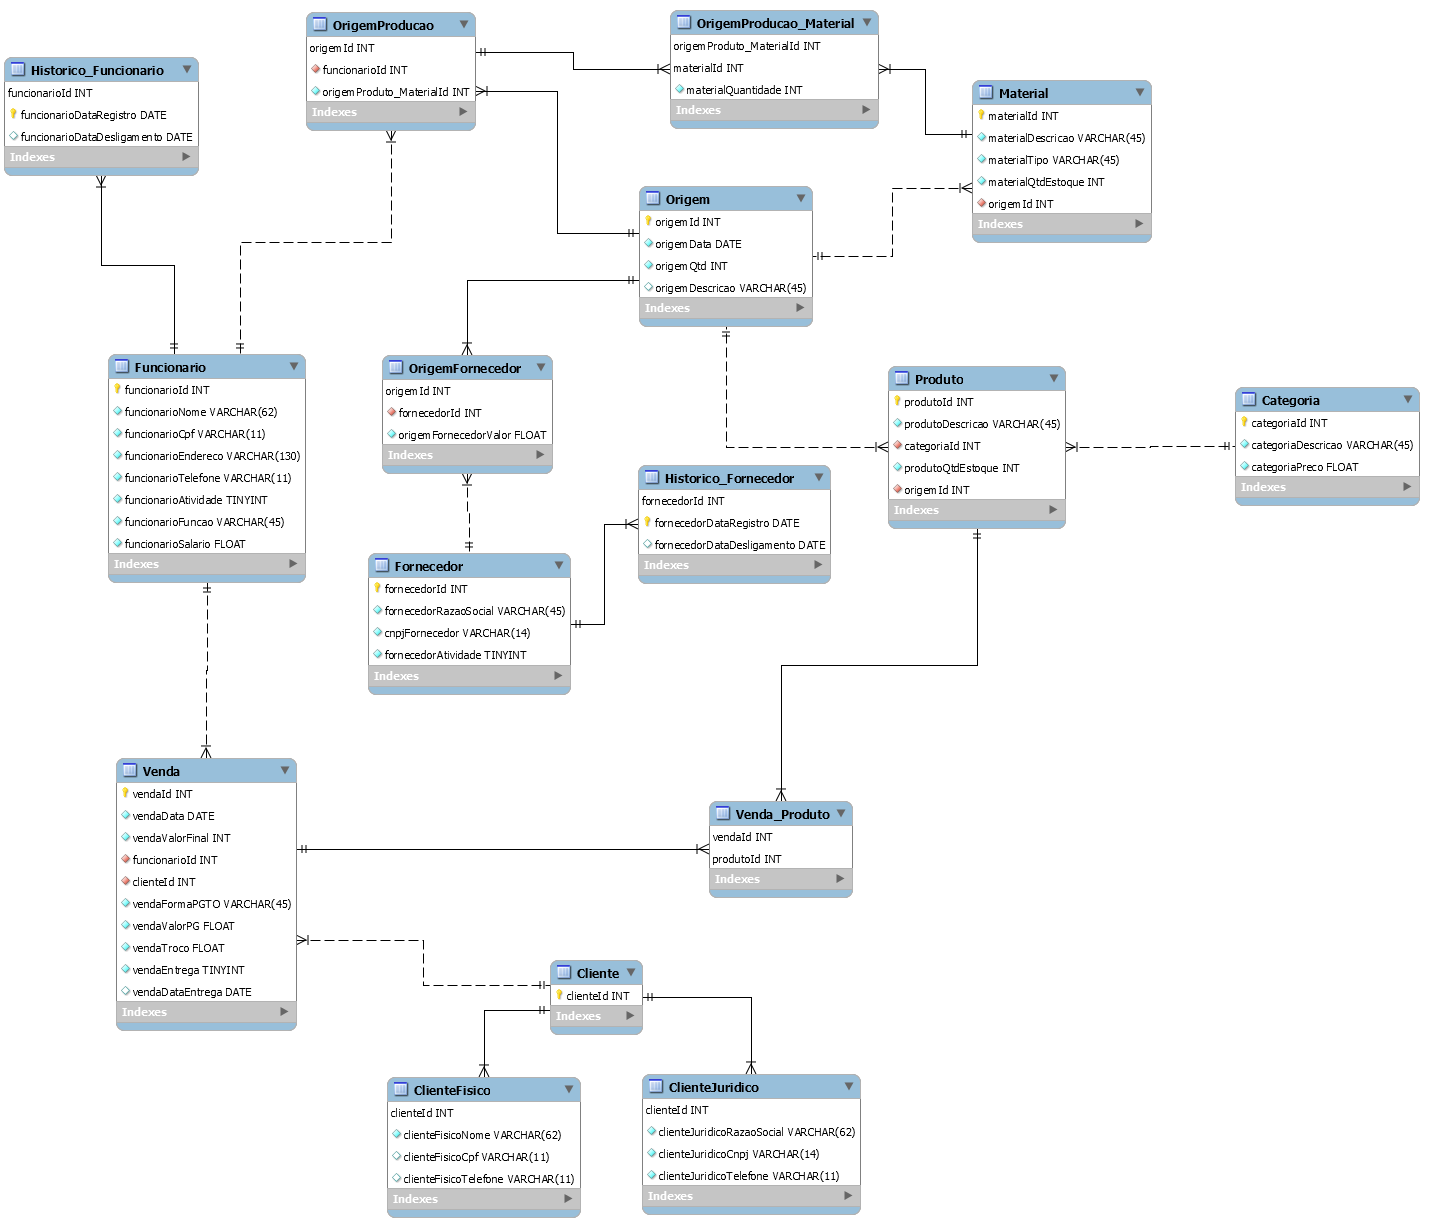 Historico_Funcionario
funcionarioId INT
funcionarioDataRegistro DATE
funcionarioDataDesligamento DATE
Indexes
OrigemProducao
origemId INT
funcionarioId INT
origemProduto_MaterialId INT
Indexes
OrigemProducao_Material
origemProduto_MaterialId INT
materialId INT
materialQuantidade INT
Indexes
Material
materialId INT
materialDescricao VARCHAR(45)
materialTipo VARCHAR(45)
materialQtdEstoque INT
origemId INT
Indexes
Origem
origemId INT
origemData DATE
origemQtd INT
origemDescricao VARCHAR(45)
Indexes
Funcionario
funcionarioId INT
funcionarioNome VARCHAR(62)
funcionarioCpf VARCHAR(11)
funcionarioEndereco VARCHAR(130)
funcionarioTelefone VARCHAR(11)
funcionarioAtividade TINYINT
funcionarioFuncao VARCHAR(45)
funcionarioSalario FLOAT
Indexes
OrigemFornecedor
origemId INT
fornecedorId INT
origemFornecedorValor FLOAT
Indexes
Produto
produtoId INT
produtoDescricao VARCHAR(45)
categoriaId INT
produtoQtdEstoque INT
origemId INT
Indexes
Categoria
categoriaId INT
categoriaDescricao VARCHAR(45)
categoriaPreco FLOAT
Indexes
Historico_Fornecedor
fornecedorId INT
fornecedorDataRegistro DATE
fornecedorDataDesligamento DATE
Indexes
Fornecedor
fornecedorId INT
fornecedorRazaoSocial VARCHAR(45)
cnpjFornecedor VARCHAR(14)
fornecedorAtividade TINYINT
Indexes
Venda
vendaId INT
vendaData DATE
vendaValorFinal INT
funcionarioId INT
clienteId INT
vendaFormaPGTO VARCHAR(45)
vendaValorPG FLOAT
vendaTroco FLOAT
vendaEntrega TINYINT
vendaDataEntrega DATE
Indexes
Venda_Produto
vendaId INT
produtoId INT
Indexes
Cliente
clienteId INT
Indexes
ClienteFisico
clienteId INT
clienteFisicoNome VARCHAR(62)
clienteFisicoCpf VARCHAR(11)
clienteFisicoTelefone VARCHAR(11)
Indexes
ClienteJuridico
clienteId INT
clienteJuridicoRazaoSocial VARCHAR(62)
clienteJuridicoCnpj VARCHAR(14)
clienteJuridicoTelefone VARCHAR(11)
Indexes